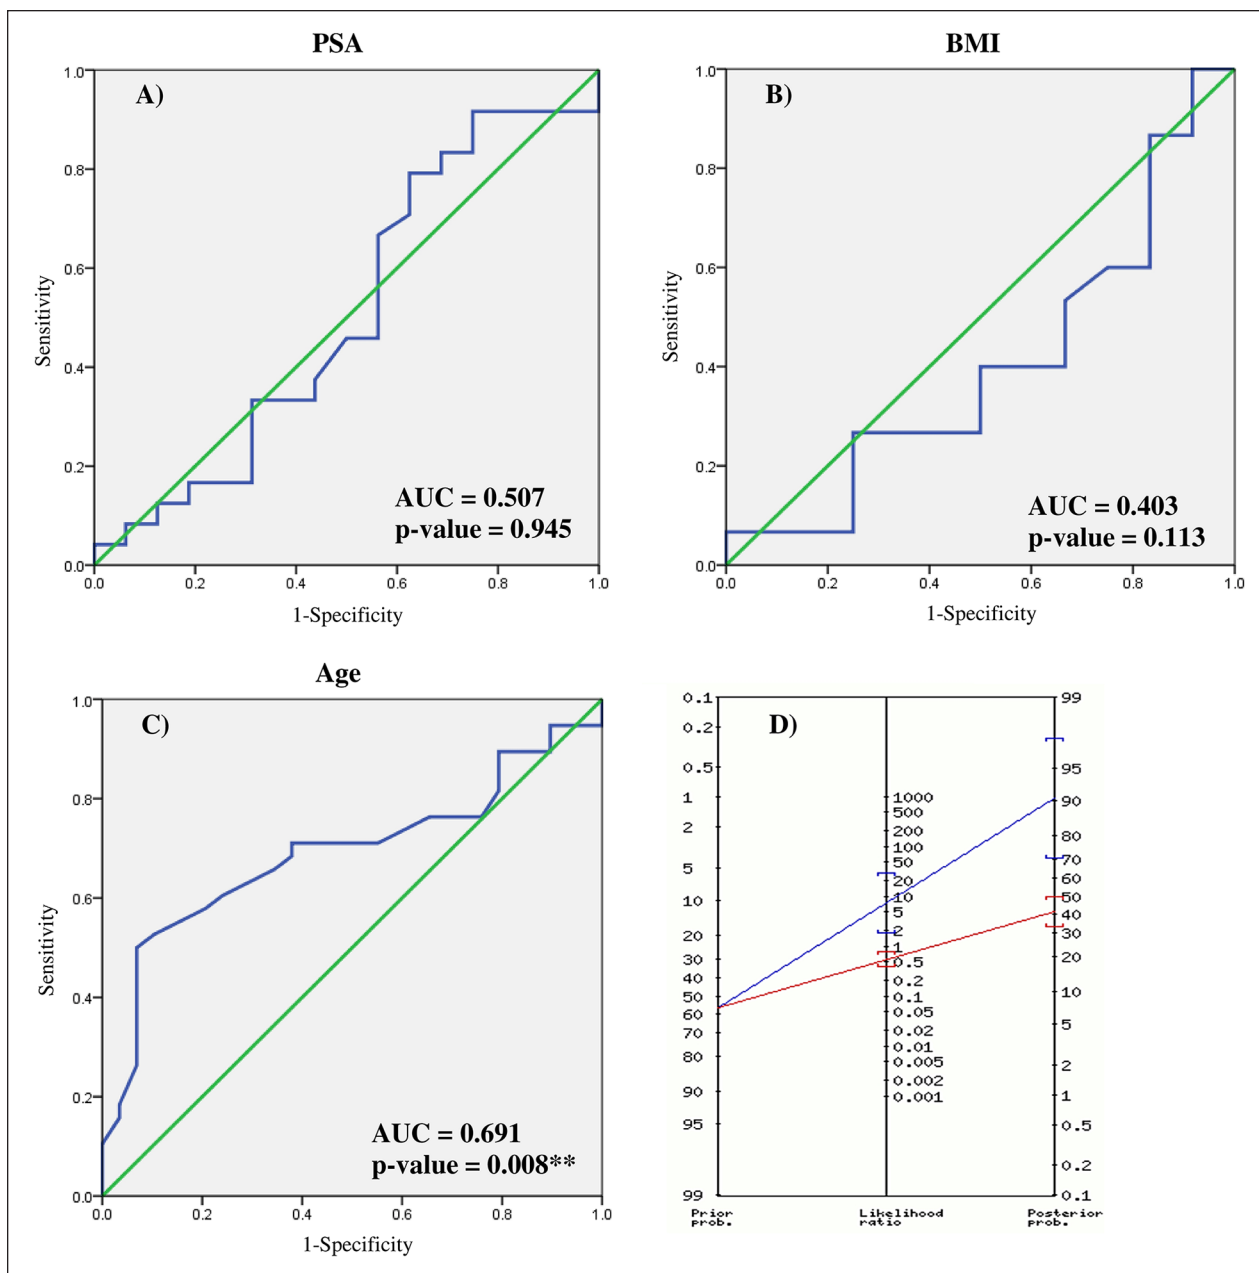 PSA
A)
1.0
0.8
0.6
0.4
0.2
0.0
Sensitivity
AUC = 0.507
p-value = 0.945
0.0 0.2 0.4 0.6 0.8 1.0
1-Specificity
BMI
B)
1.0
0.8
0.6
0.4
0.2
0.0
Sensitivity
AUC = 0.403
p-value = 0.113
0.0 0.2 0.4 0.6 0.8 1.0
1-Specificity
Age
C)
1.0
0.8
0.6
0.4
0.2
0.0
Sensitivity
AUC = 0.691
p-value = 0.008**
0.0 0.2 0.4 0.6 0.8 1.0
1-Specificity
D)
0.1
0.2
0.5
1
2
5
10
20
30
40
50
60
70
80
90
95
99
Prior
prob.
1000
500
200
100
50
20
10
5
2
1
0.5
0.2
0.1
0.05
0.02
0.01
0.005
0.002
0.001
Likelihood
ratio
99
95
90
80
70
60
50
40
30
20
10
5
2
1
0.5
0.2
0.1
Posterior
prob.